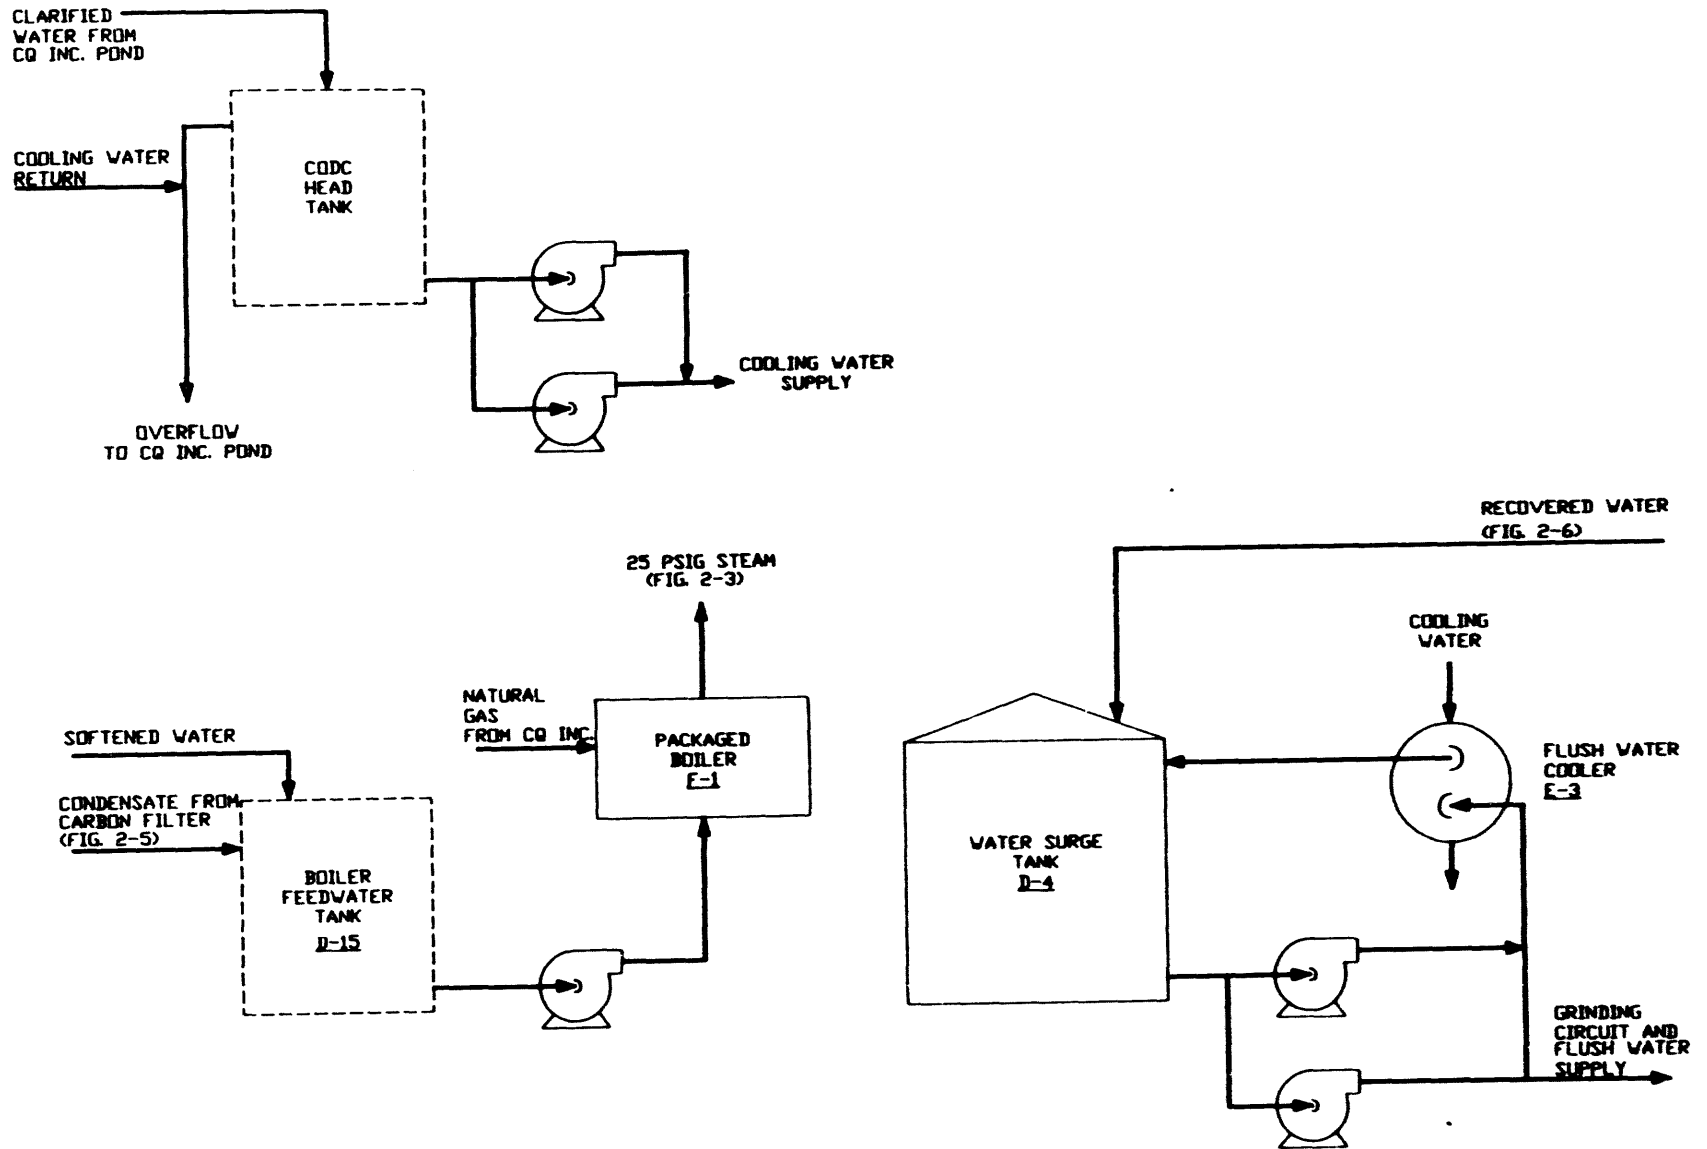 CLARIFIED
WATER FROM
CQ INC. POND
COOLING WATER
RETURN
CODC
HEAD
TANK
COOLING WATER
SUPPLY
OVERFLOW
TO CQ INC. POND
RECOVERED WATER
(FIG. 2-6)
25 PSIG STEAM
(FIG. 2-3)
COOLING
WATER
NATURAL
GAS
FROM CQ INC.
PACKAGED
BOILER
F-1
SOFTENED WATER
CONDENSATE FROM
CARBON FILTER
(FIG. 2-5)
BOILER
FEEDWATER
TANK
D-15
FLUSH WATER
COOLER
E-3
WATER SURGE
TANK
D-4
GRINDING
CIRCUIT AND
FLUSH WATER
SUPPLY